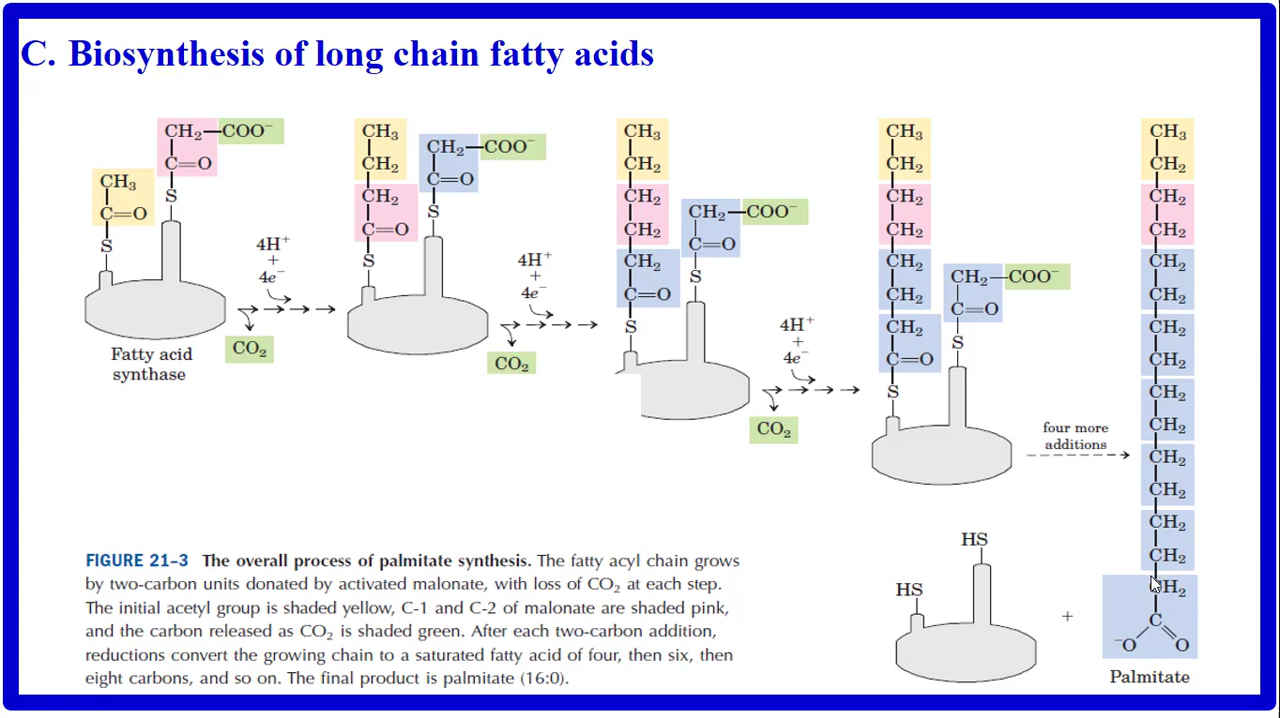 C. Biosynthesis of long chain fatty acids
CH₂—COO⁻
C=O
S
CH₃
C=O
S
4H⁺
+
4e⁻
CO₂
Fatty acid
synthase
CH₃
CH₂
CH₂
C=O
S
CH₂—COO⁻
C=O
S
4H⁺
+
4e⁻
CO₂
CH₃
CH₂
CH₂
CH₂
CH₂
C=O
S
CH₂—COO⁻
C=O
S
4H⁺
+
4e⁻
CO₂
CH₃
CH₂
CH₂
CH₂
CH₂
CH₂
CH₂
C=O
S
CH₂—COO⁻
C=O
S
four more
additions
CH₃
CH₂
CH₂
CH₂
CH₂
CH₂
CH₂
CH₂
CH₂
CH₂
CH₂
CH₂
CH₂
CH₂
CH₂
C
⁻O O
Palmitate
HS
HS
+
FIGURE 21–3 The overall process of palmitate synthesis. The fatty acyl chain grows
by two-carbon units donated by activated malonate, with loss of CO₂ at each step.
The initial acetyl group is shaded yellow, C-1 and C-2 of malonate are shaded pink,
and the carbon released as CO₂ is shaded green. After each two-carbon addition,
reductions convert the growing chain to a saturated fatty acid of four, then six, then
eight carbons, and so on. The final product is palmitate (16:0).